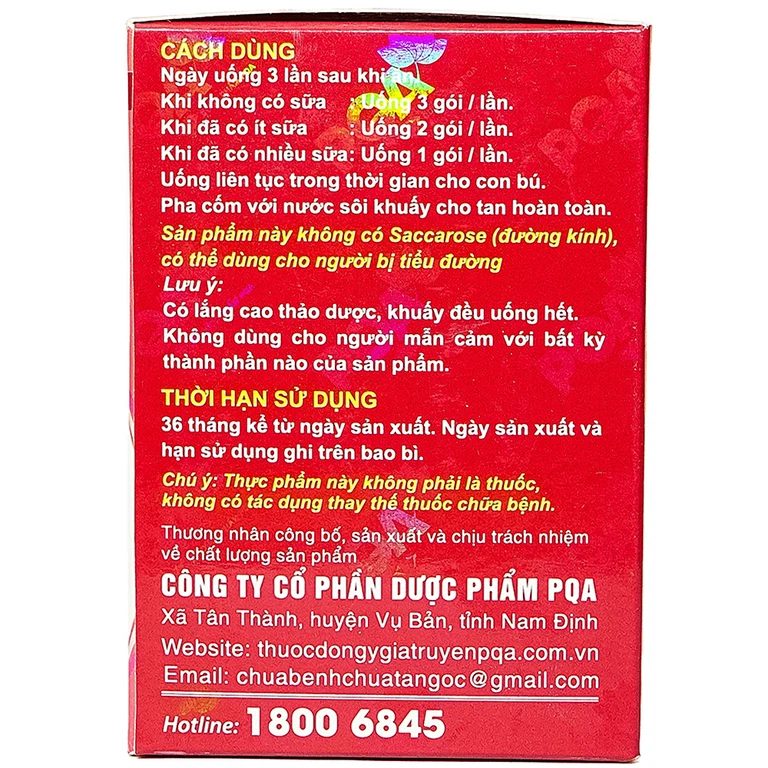 CÁCH DÙNG
Ngày uống 3 lần sau khi ăn.
Khi không có sữa : Uống 3 gói / lần.
Khi đã có ít sữa : Uống 2 gói / lần.
Khi đã có nhiều sữa: Uống 1 gói / lần.
Uống liên tục trong thời gian cho con bú.
Pha cốm với nước sôi khuấy cho tan hoàn toàn.
Sản phẩm này không có Saccarose (đường kính),
có thể dùng cho người bị tiểu đường
Lưu ý:
Có lắng cao thảo dược, khuấy đều uống hết.
Không dùng cho người mẫn cảm với bất kỳ
thành phần nào của sản phẩm.
THỜI HẠN SỬ DỤNG
36 tháng kể từ ngày sản xuất. Ngày sản xuất và
hạn sử dụng ghi trên bao bì.
Chú ý: Thực phẩm này không phải là thuốc,
không có tác dụng thay thế thuốc chữa bệnh.
Thương nhân công bố, sản xuất và chịu trách nhiệm
về chất lượng sản phẩm
CÔNG TY CỔ PHẦN DƯỢC PHẨM PQA
Xã Tân Thành, huyện Vụ Bản, tỉnh Nam Định
Website: thuocdongygiatruyenpqa.com.vn
Email: chuabenhchuatangoc@gmail.com
Hotline: 1800 6845
PQA